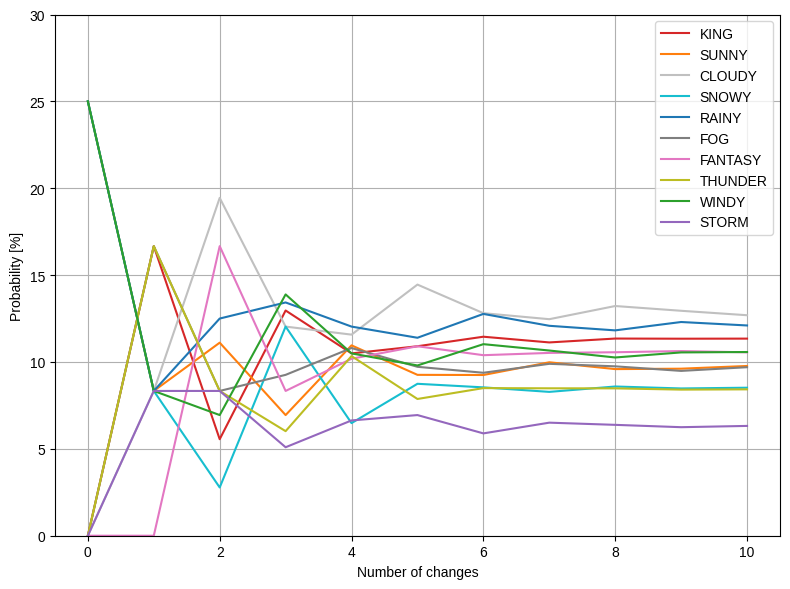 30
25
20
15
10
5
0
Probability [%]
0 2 4 6 8 10
Number of changes
KING
SUNNY
CLOUDY
SNOWY
RAINY
FOG
FANTASY
THUNDER
WINDY
STORM